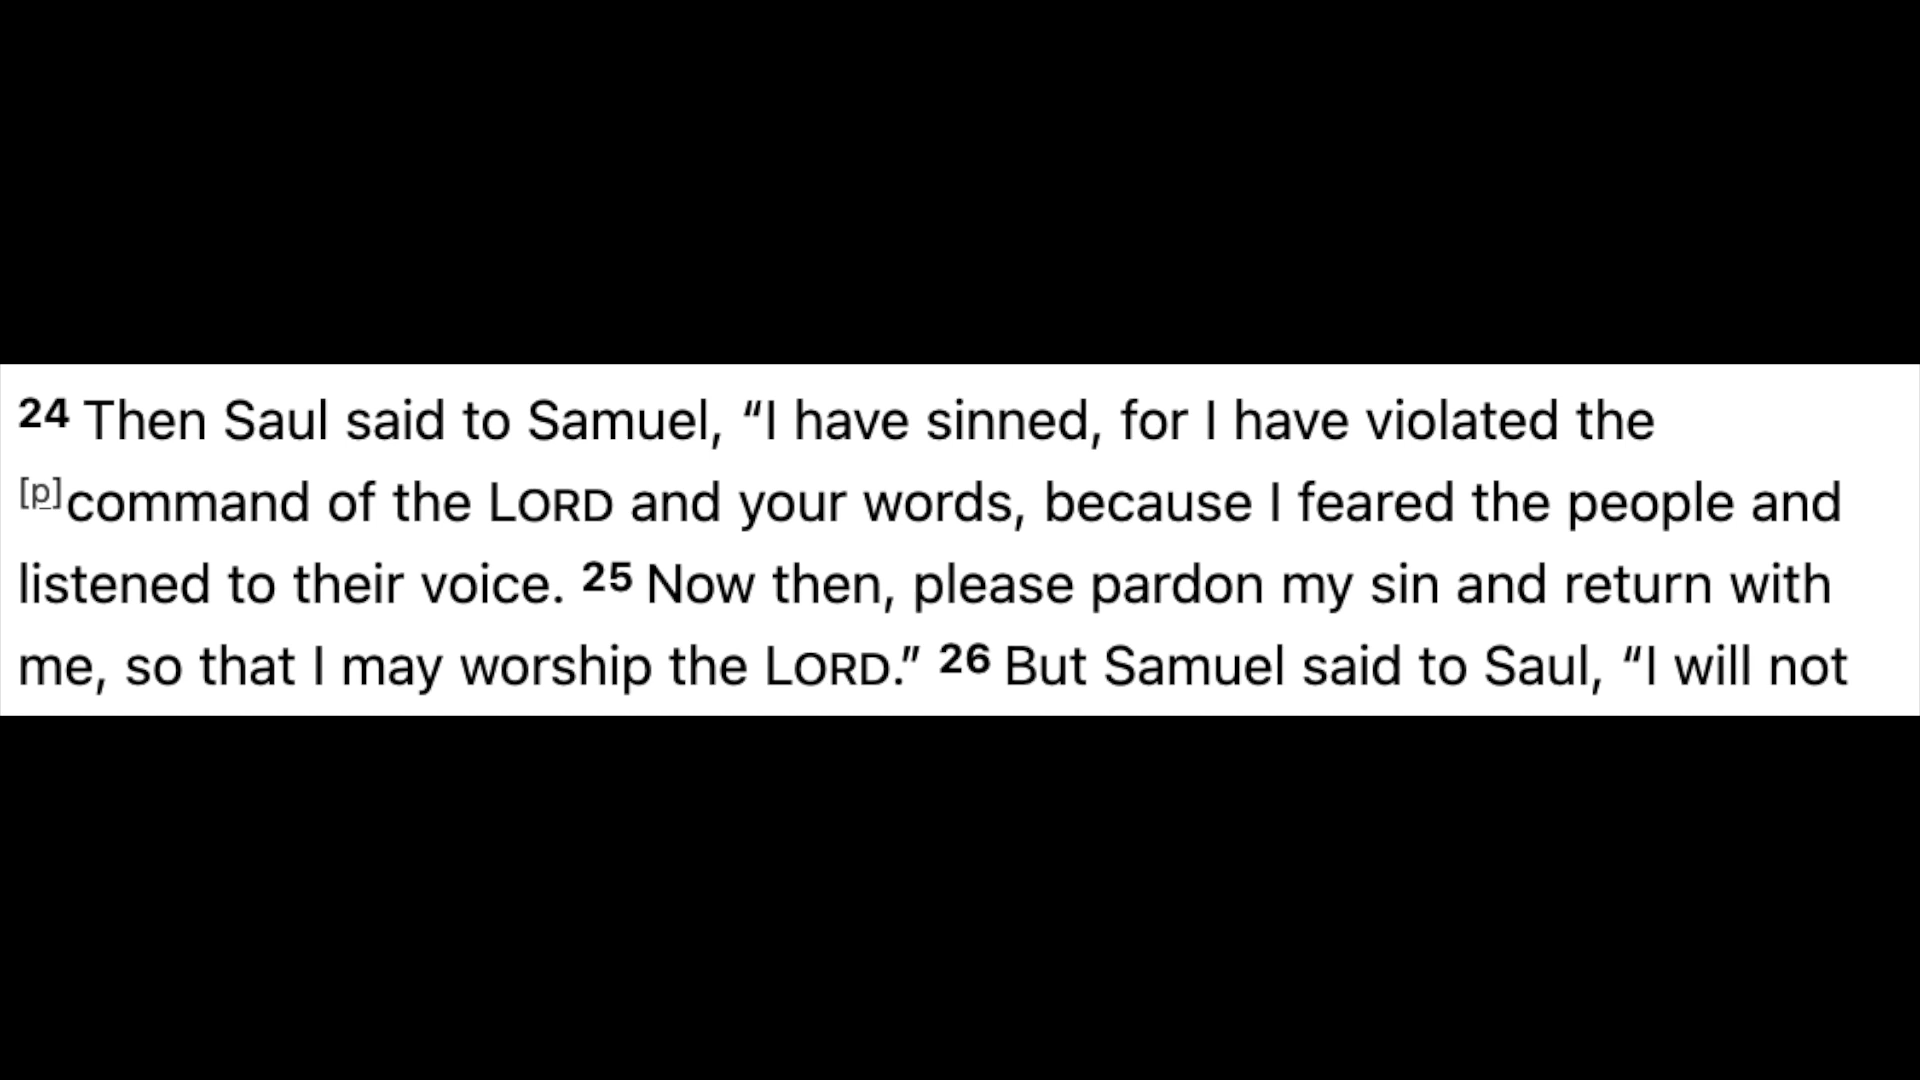 24 Then Saul said to Samuel, “I have sinned, for I have violated the
[p]command of the LORD and your words, because I feared the people and
listened to their voice. 25 Now then, please pardon my sin and return with
me, so that I may worship the LORD.” 26 But Samuel said to Saul, “I will not